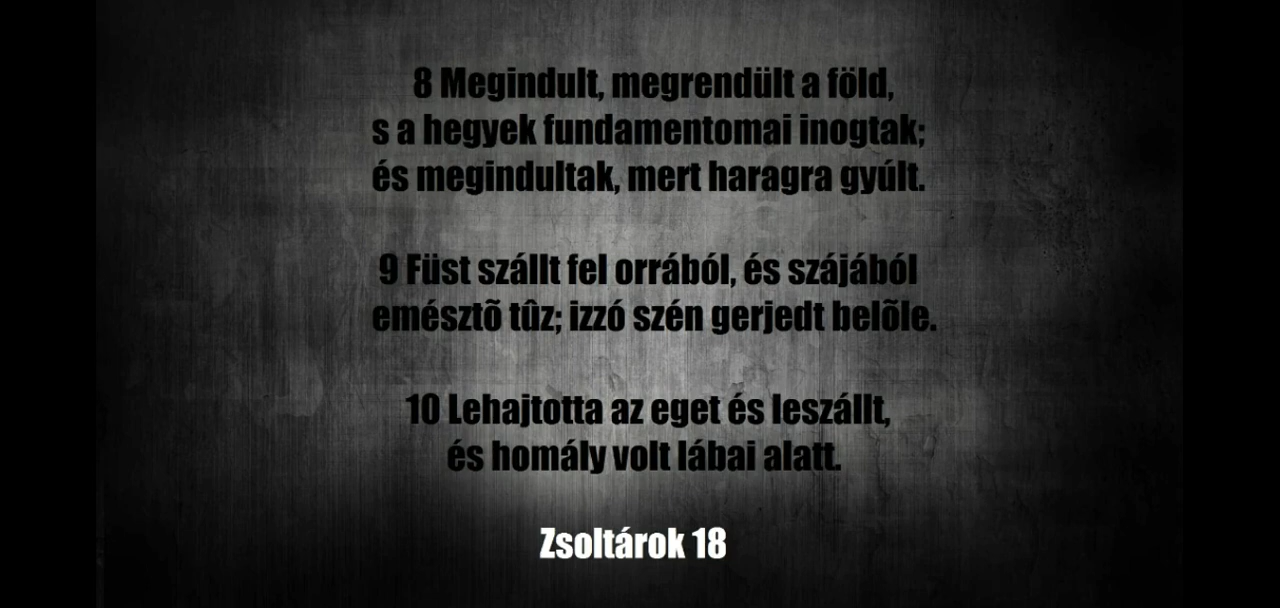 8 Megindult, megrendült a föld,
s a hegyek fundamentomai inogtak;
és megindultak, mert haragra gyúlt.
9 Füst szállt fel orrából, és szájából
emésztõ tûz; izzó szén gerjedt belõle.
10 Lehajtotta az eget és leszállt,
és homály volt lábai alatt.
Zsoltárok 18